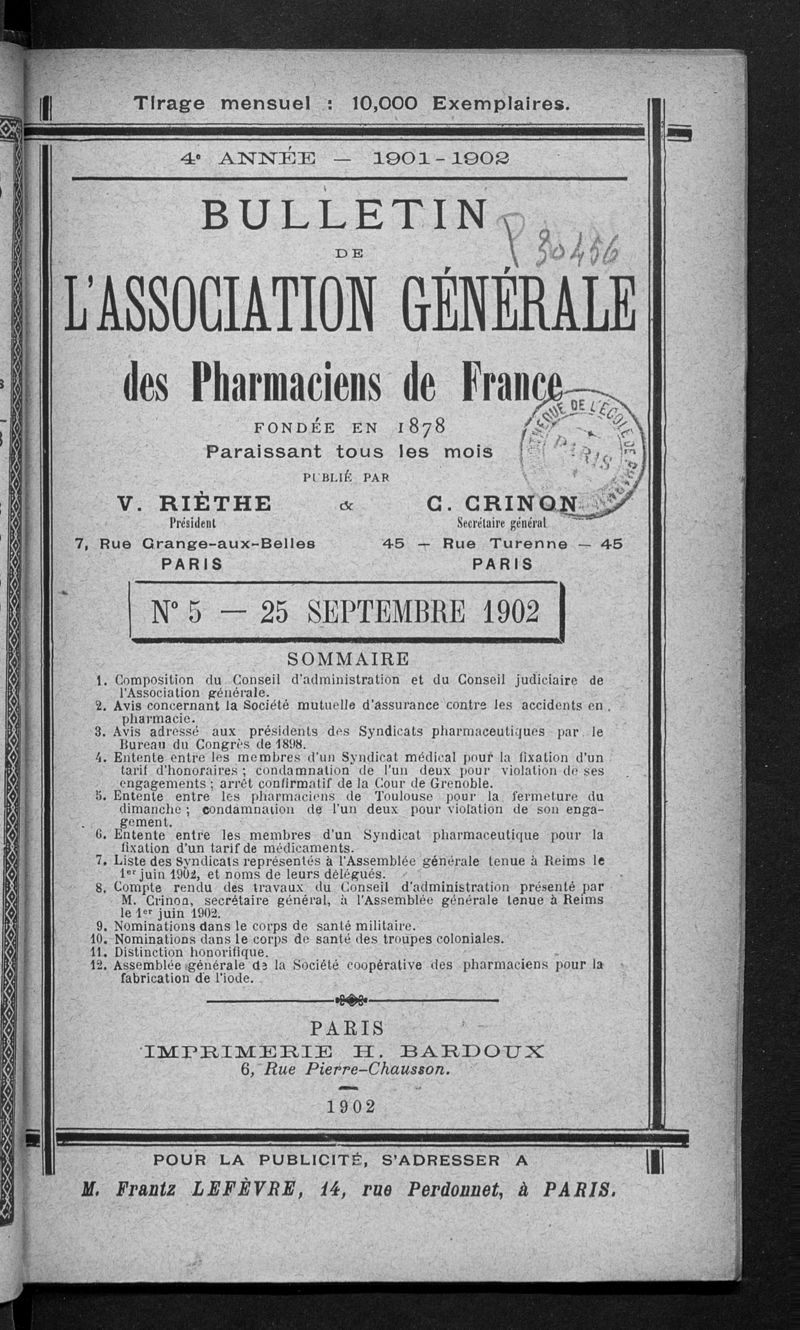 Tirage mensuel : 10,000 Exemplaires.
4e ANNÉE — 1901-1902
BULLETIN
P 30456
DE
L'ASSOCIATION GÉNÉRALE
des Pharmaciens de France
FONDÉE EN 1878
Paraissant tous les mois
PUBLIÉ PAR
V. RIÈTHE & C. CRINON
Président Secrétaire général
7, Rue Grange-aux-Belles 45 — Rue Turenne — 45
PARIS PARIS
N° 5 — 25 SEPTEMBRE 1902
SOMMAIRE
1. Composition du Conseil d'administration et du Conseil judiciaire de
l'Association générale.
2. Avis concernant la Société mutuelle d'assurance contre les accidents en
pharmacie.
3. Avis adressé aux présidents des Syndicats pharmaceutiques par le
Bureau du Congrès de 1898.
4. Entente entre les membres d'un Syndicat médical pour la fixation d'un
tarif d'honoraires ; condamnation de l'un deux pour violation de ses
engagements ; arrêt confirmatif de la Cour de Grenoble.
5. Entente entre les pharmaciens de Toulouse pour la fermeture du
dimanche ; condamnation de l'un deux pour violation de son enga-
gement.
6. Entente entre les membres d'un Syndicat pharmaceutique pour la
fixation d'un tarif de médicaments.
7. Liste des Syndicats représentés à l'Assemblée générale tenue à Reims le
1er juin 1902, et noms de leurs délégués.
8. Compte rendu des travaux du Conseil d'administration présenté par
M. Crinon, secrétaire général, à l'Assemblée générale tenue à Reims
le 1er juin 1902.
9. Nominations dans le corps de santé militaire.
10. Nominations dans le corps de santé des troupes coloniales.
11. Distinction honorifique.
12. Assemblée générale de la Société coopérative des pharmaciens pour la
fabrication de l'iode.
PARIS
IMPRIMERIE H. BARDOUX
6, Rue Pierre-Chausson.
1902
POUR LA PUBLICITÉ, S'ADRESSER A
M. Frantz LEFÈVRE, 14, rue Perdonnet, à PARIS.